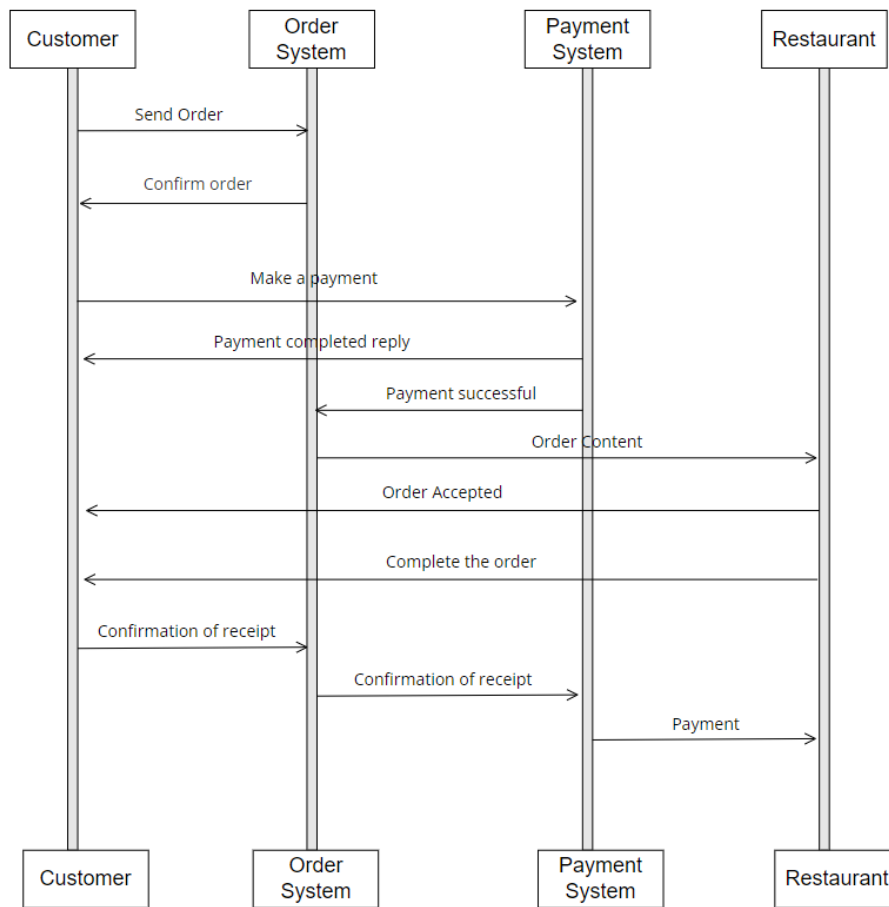 Customer
Order
System
Payment
System
Restaurant
Send Order
Confirm order
Make a payment
Payment completed reply
Payment successful
Order Content
Order Accepted
Complete the order
Confirmation of receipt
Confirmation of receipt
Payment
Customer
Order
System
Payment
System
Restaurant